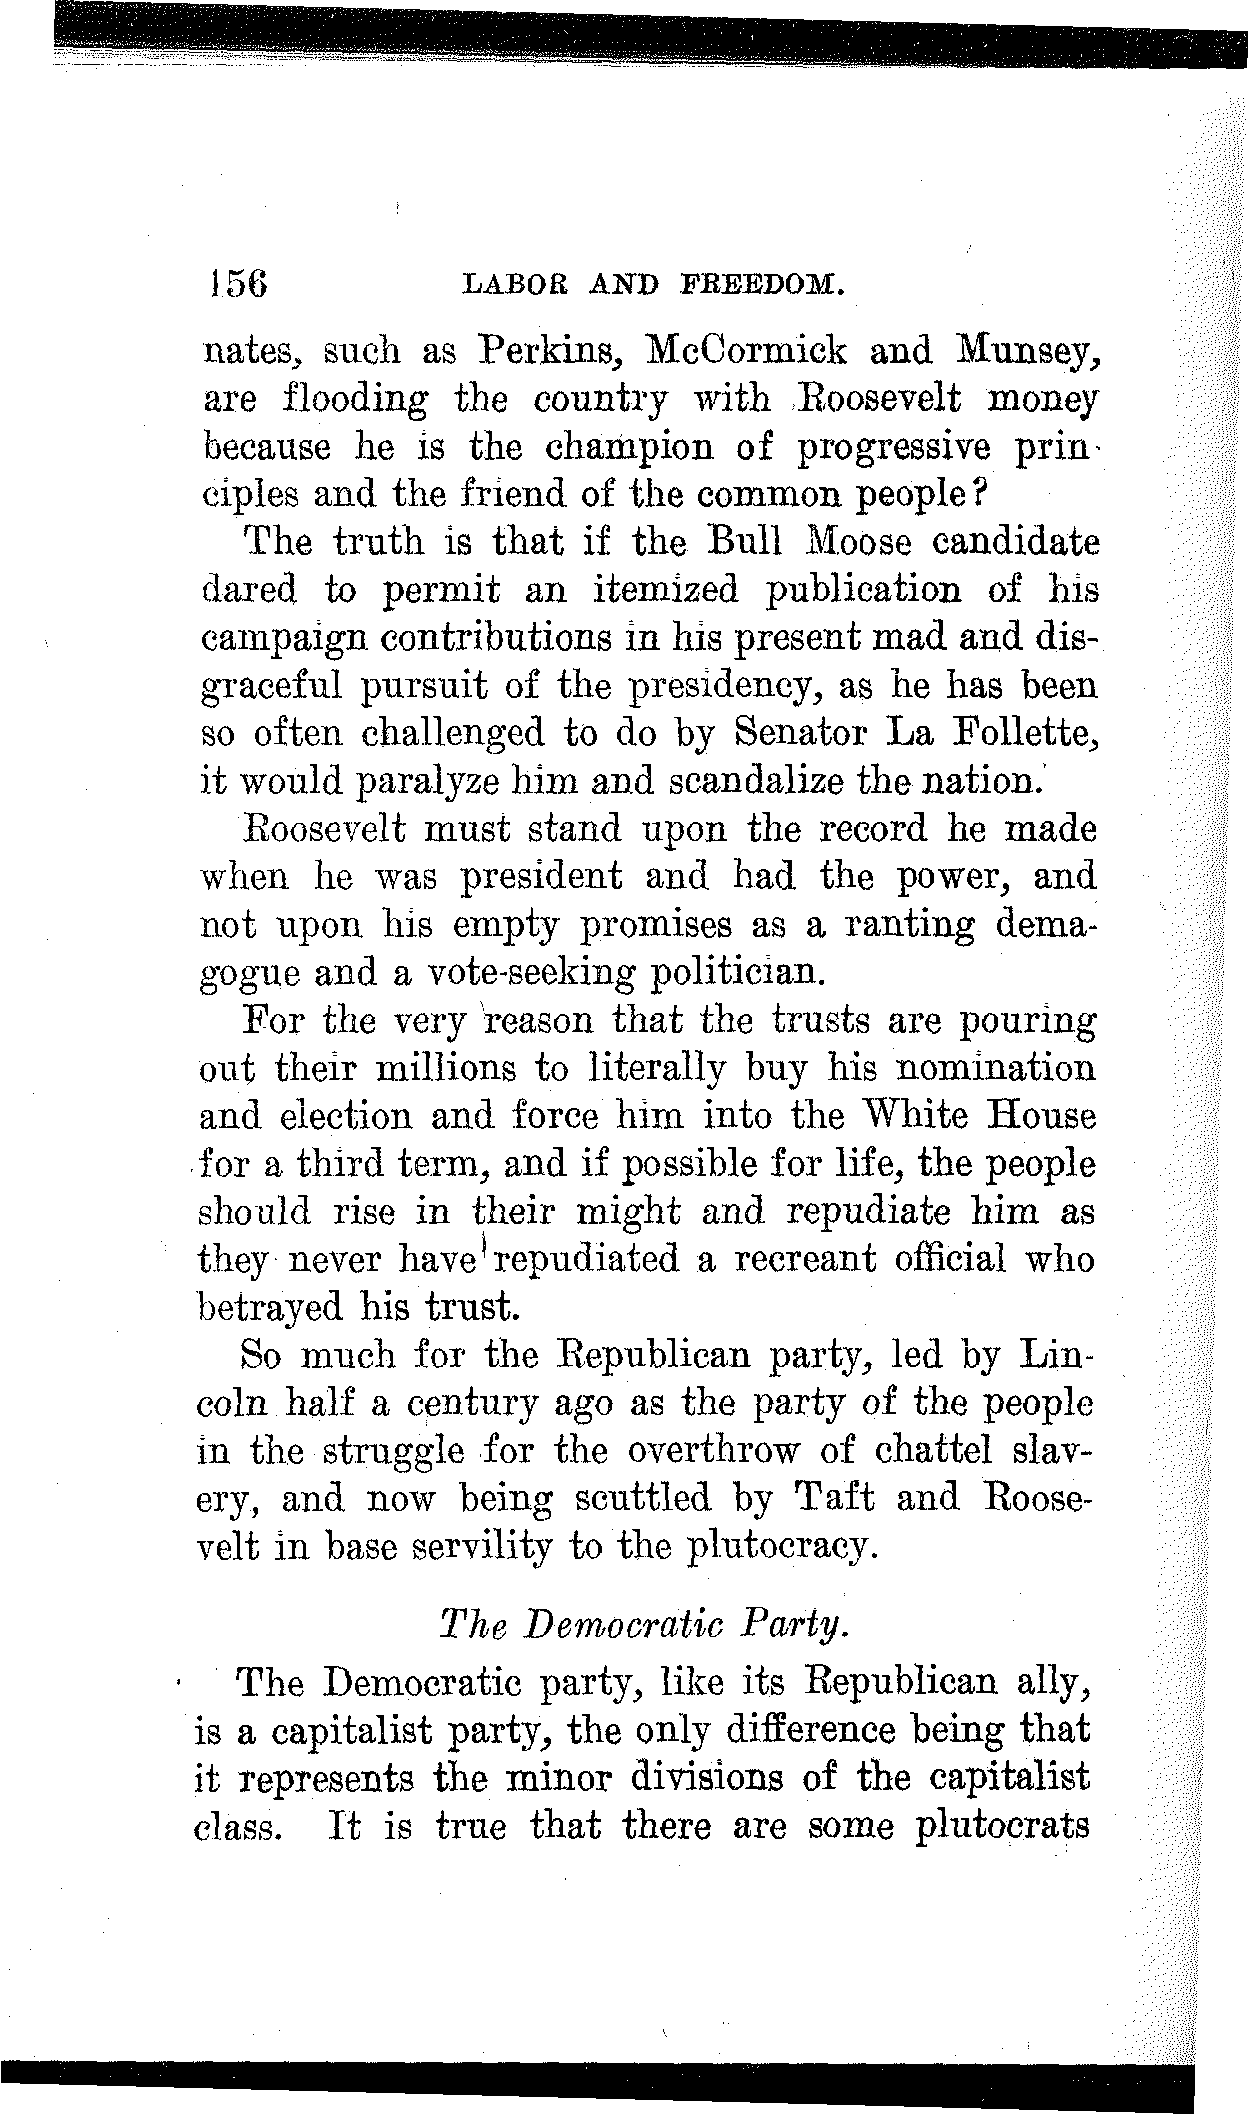 156 LABOR AND FREEDOM.
nates, such as Perkins, McCormick and Munsey,
are flooding the country with Roosevelt money
because he is the champion of progressive prin-
ciples and the friend of the common people?
The truth is that if the Bull Moose candidate
dared to permit an itemized publication of his
campaign contributions in his present mad and dis-
graceful pursuit of the presidency, as he has been
so often challenged to do by Senator La Follette,
it would paralyze him and scandalize the nation.
Roosevelt must stand upon the record he made
when he was president and had the power, and
not upon his empty promises as a ranting dema-
gogue and a vote-seeking politician.
For the very reason that the trusts are pouring
out their millions to literally buy his nomination
and election and force him into the White House
for a third term, and if possible for life, the people
should rise in their might and repudiate him as
they never have repudiated a recreant official who
betrayed his trust.
So much for the Republican party, led by Lin-
coln half a century ago as the party of the people
in the struggle for the overthrow of chattel slav-
ery, and now being scuttled by Taft and Roose-
velt in base servility to the plutocracy.
The Democratic Party.
The Democratic party, like its Republican ally,
is a capitalist party, the only difference being that
it represents the minor divisions of the capitalist
class. It is true that there are some plutocrats